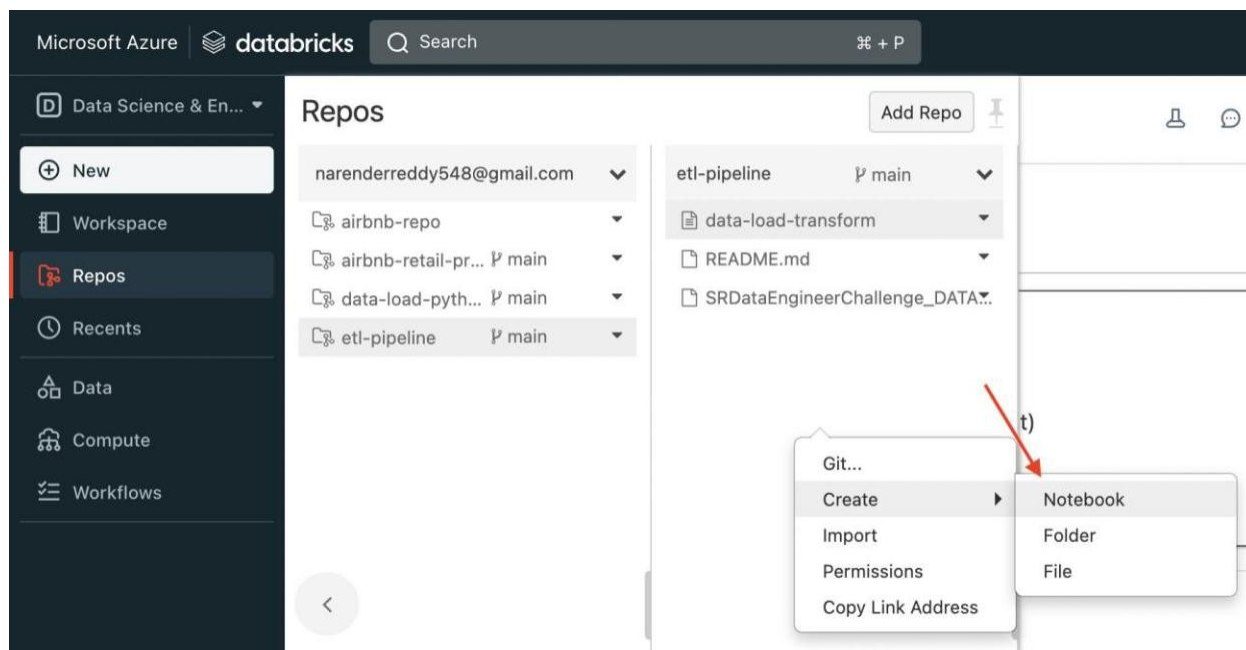 Microsoft Azure databricks Search ⌘ + P
D Data Science & En...
Repos Add Repo
New
narenderreddy548@gmail.com
etl-pipeline main
Workspace
Repos
Recents
Data
Compute
Workflows
airbnb-repo
airbnb-retail-pr... main
data-load-pyth... main
etl-pipeline main
data-load-transform
README.md
SRDataEngineerChallenge_DATA...
t)
Git...
Create
Import
Permissions
Copy Link Address
Notebook
Folder
File